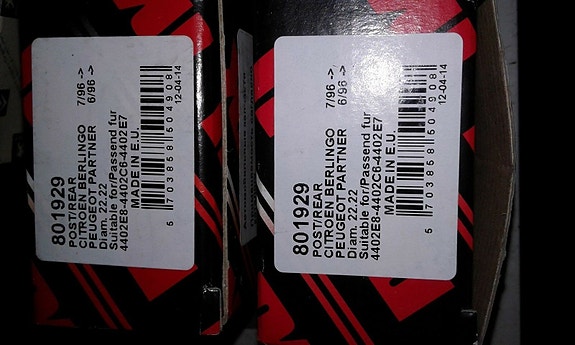 801929
POST/REAR
CITROEN BERLINGO 7/96 ->
PEUGEOT PARTNER 6/96 ->
Diam. 22.22
Suitable for/Passend fur
4402E8-4402C6-4402E7
MADE IN E.U.
5 703858 504908
12-04-14
801929
POST/REAR
CITROEN BERLINGO 7/96 ->
PEUGEOT PARTNER 6/96 ->
Diam. 22.22
Suitable for/Passend fur
4402E8-4402C6-4402E7
MADE IN E.U.
5 703858 504908
12-04-14